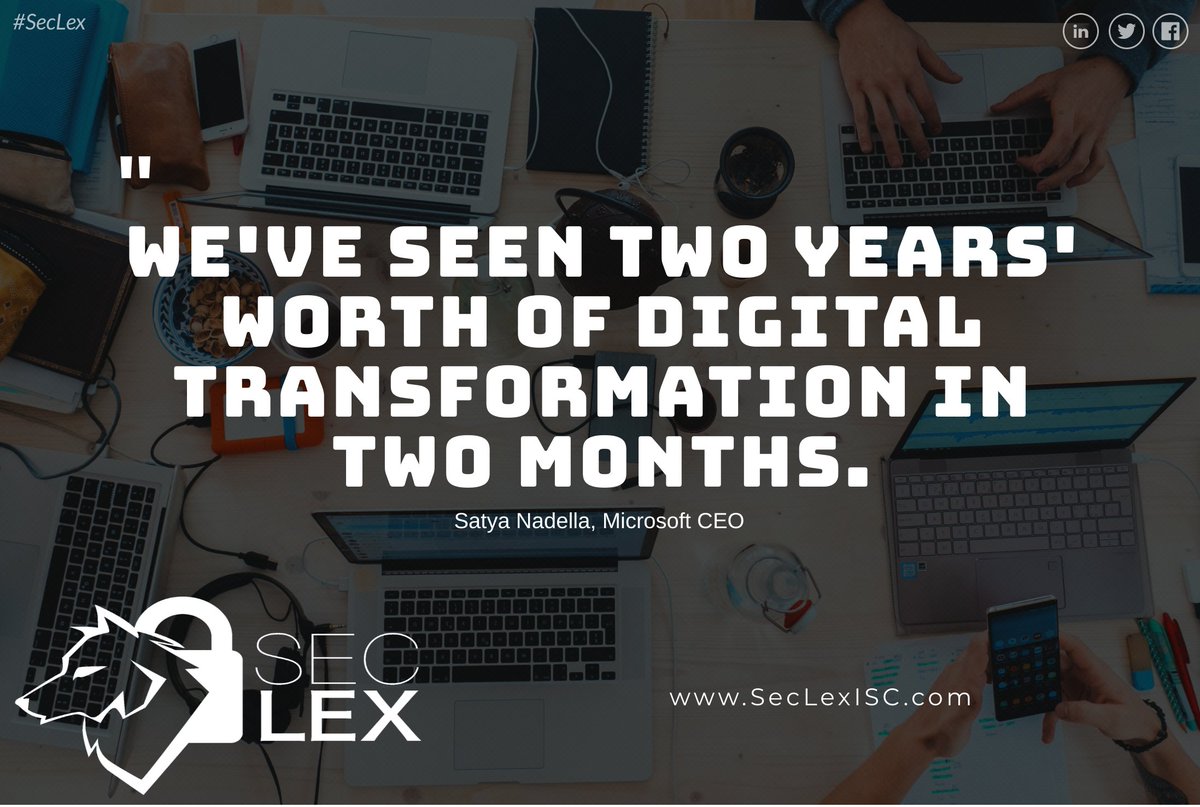 #SecLex
in
"
WE'VE SEEN TWO YEARS'
WORTH OF DIGITAL
TRANSFORMATION IN
TWO MONTHS.
Satya Nadella, Microsoft CEO
SEC
LEX
www.SecLexISC.com